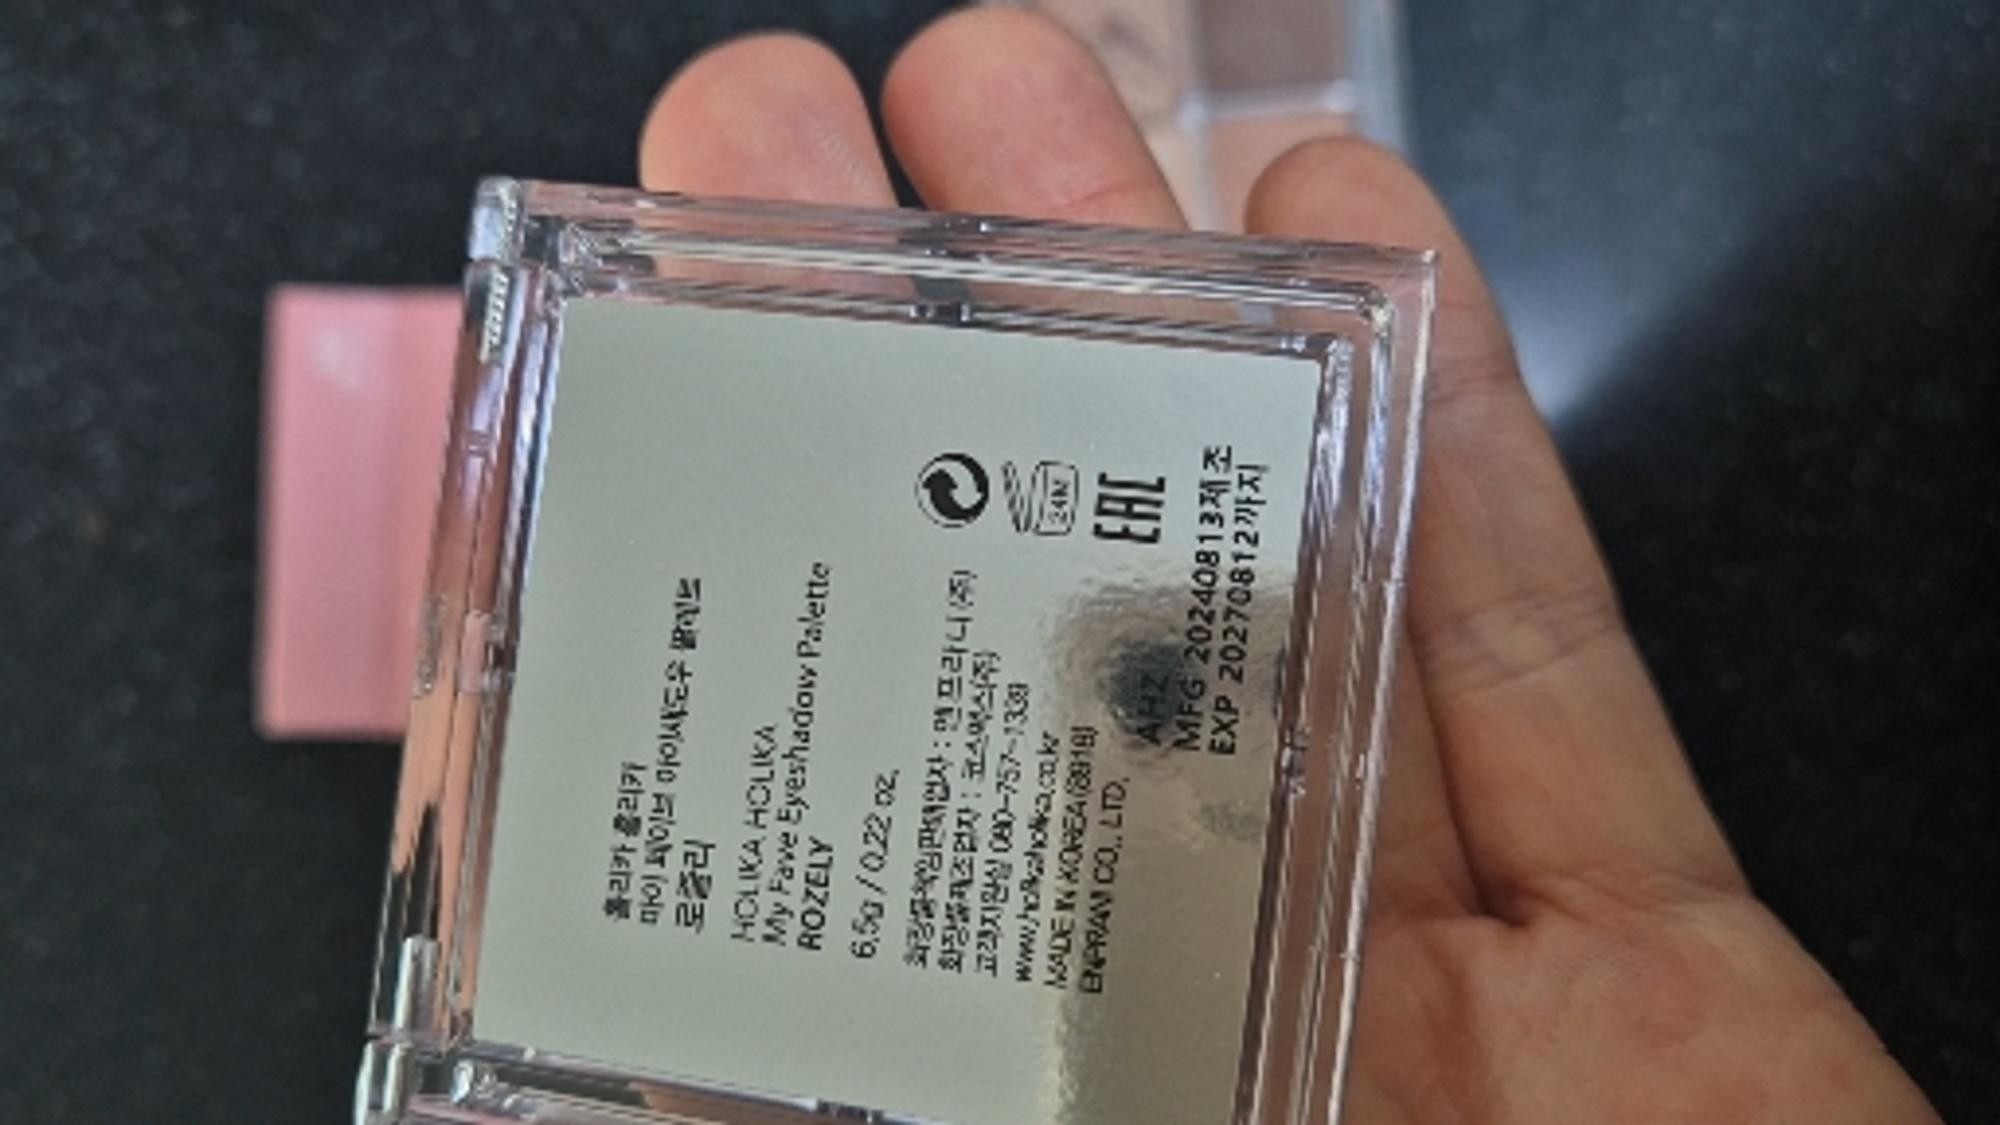 홀리카 홀리카
마이 페이브 아이섀도우 팔레트
로즐리
HOLIKA HOLIKA
My Fave Eyeshadow Palette
ROZELY
6.5g / 0.22 oz.
화장품책임판매업자 : 엔프라니(주)
화장품제조업자 : 코스맥스(주)
고객지원실 080-757-1339
www.holikaholika.co.kr
MADE IN KOREA
ENPRANI CO., LTD.
24M
EAC
AHZ
MFG 20240813제조
EXP 20270812까지